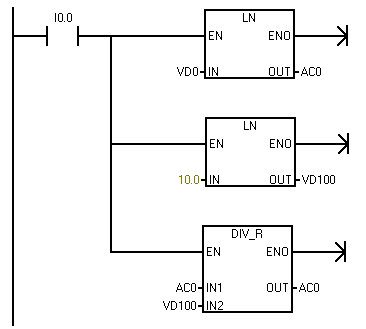 I0.0
LN
EN ENO
VD0 IN OUT AC0
LN
EN ENO
10.0 IN OUT VD100
DIV_R
EN ENO
AC0 IN1 OUT AC0
VD100 IN2